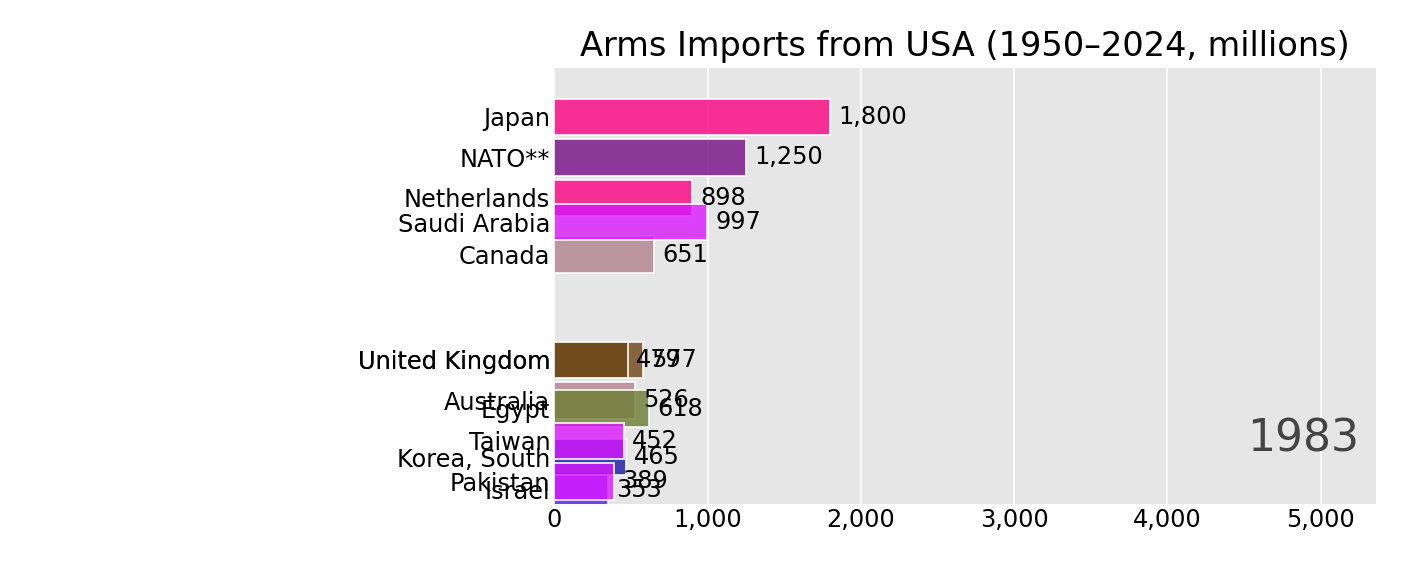 Arms Imports from USA (1950–2024, millions)
Japan 1,800
NATO** 1,250
Netherlands 898
Saudi Arabia 997
Canada 651
United Kingdom
Australia 526
Egypt 618
Taiwan 452
Korea, South 465
Pakistan 389
Israel 353
1983
0 1,000 2,000 3,000 4,000 5,000